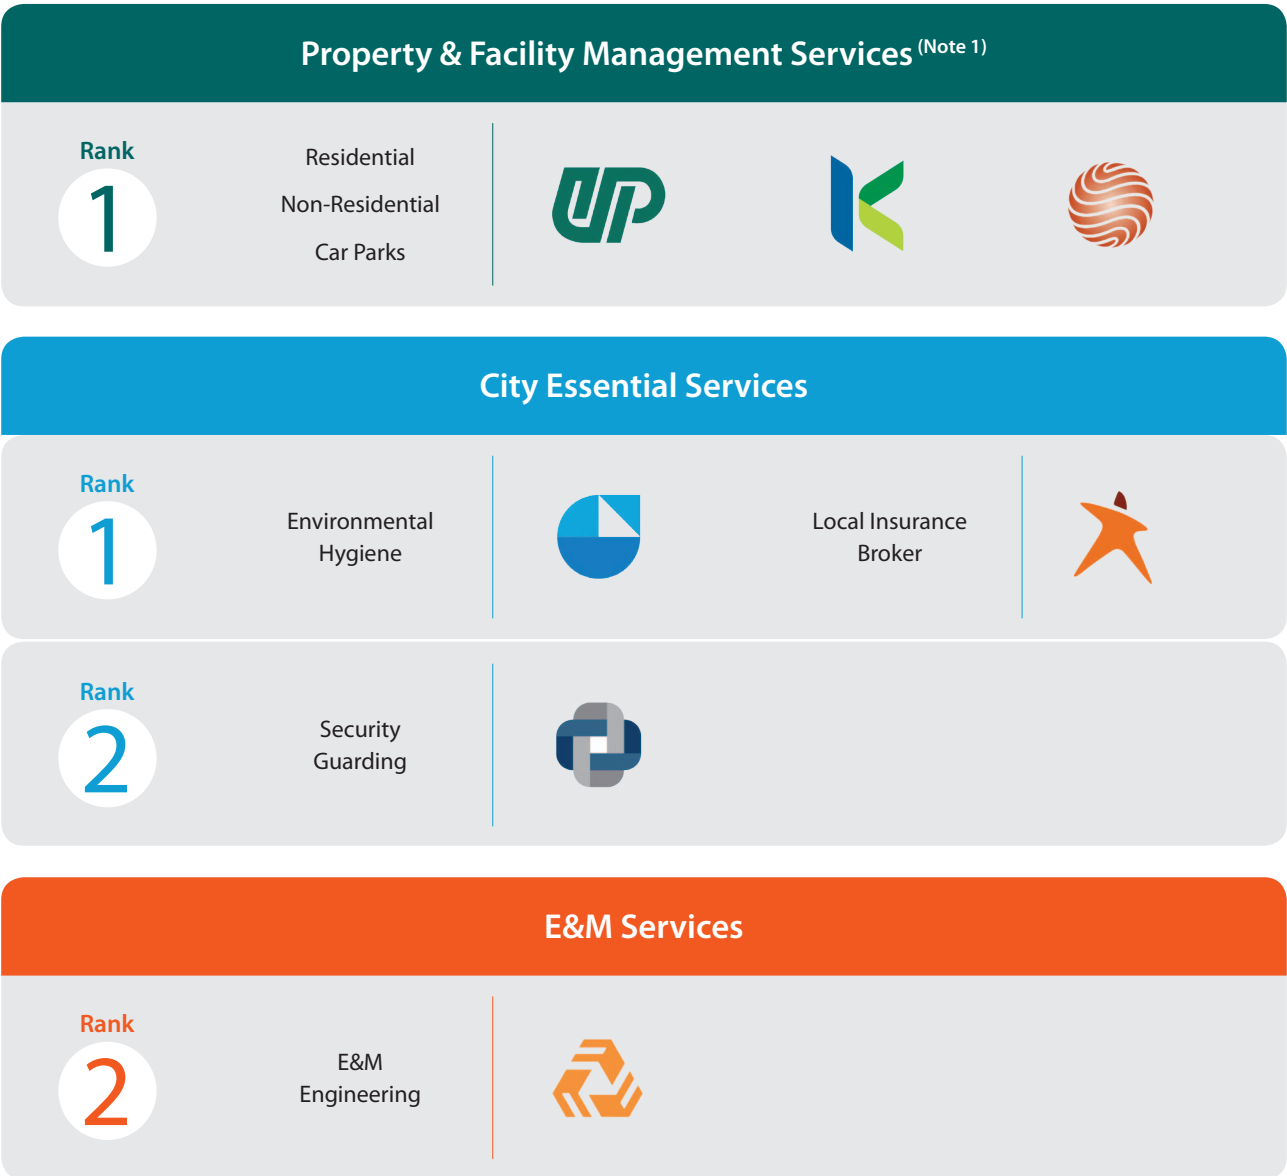 Property & Facility Management Services (Note 1)
Rank
1
Residential
Non-Residential
Car Parks
UP
City Essential Services
Rank
1
Environmental
Hygiene
Local Insurance
Broker
Rank
2
Security
Guarding
E&M Services
Rank
2
E&M
Engineering